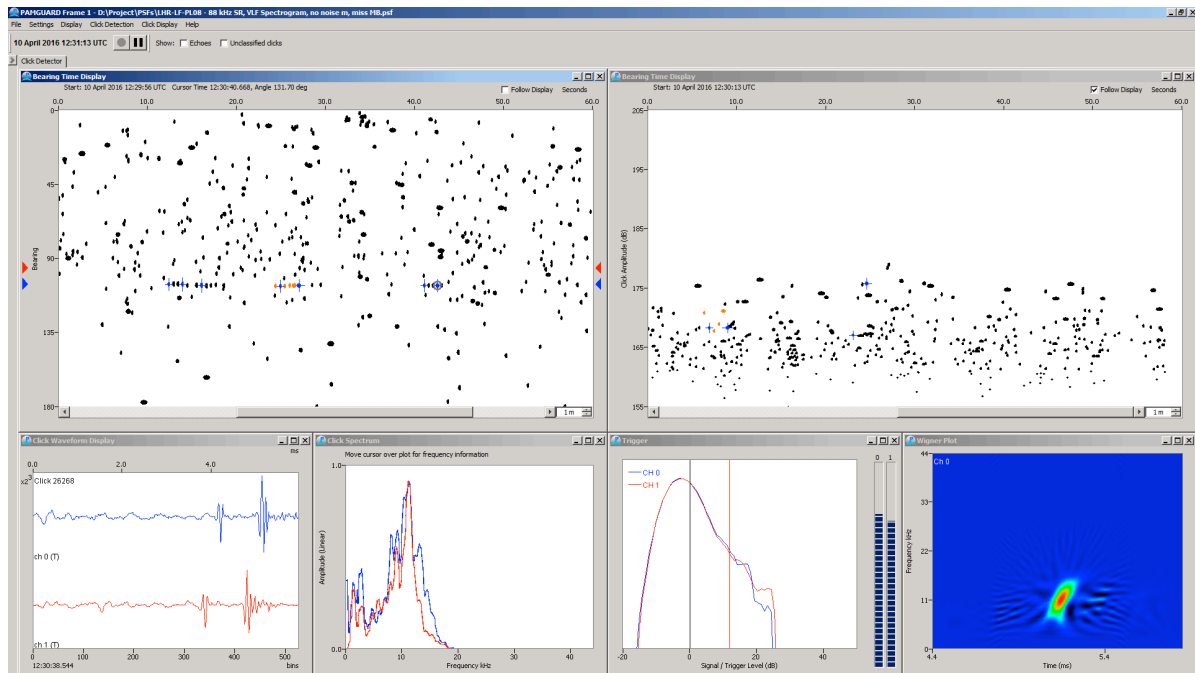 PAMGUARD Frame 1 - D:\Project\PSFs\LHR-LF-PL08 - 88 kHz SR, VLF Spectrogram, no noise m, miss MB.psf
File Settings Display Click Detection Click Display Help
10 April 2016 12:31:13 UTC Show: Echoes Unclassified clicks
Click Detector
Bearing Time Display
Start: 10 April 2016 12:29:56 UTC Cursor Time 12:30:40.668, Angle 131.70 deg Follow Display Seconds
0.0 10.0 20.0 30.0 40.0 50.0 60.0
0
45
90
135
180
Bearing
1 m
Bearing Time Display
Start: 10 April 2016 12:30:13 UTC Follow Display Seconds
0.0 10.0 20.0 30.0 40.0 50.0 60.0
205
195
185
175
165
155
Click Amplitude (dB)
1 m
Click Waveform Display
ms
0.0 2.0 4.0
x2^3
Click 26268
ch 0 (T)
ch 1 (T)
0 100 200 300 400 500
12:30:38.544 bins
Click Spectrum
Move cursor over plot for frequency information
1.0
Amplitude (Linear)
0.0
0 10 20 30 40
Frequency kHz
Trigger
0 1
CH 0
CH 1
-20 0 20 40
Signal / Trigger Level (dB)
Wigner Plot
Ch 0
44
33
22
11
0
Frequency kHz
4.4 5.4
Time (ms)